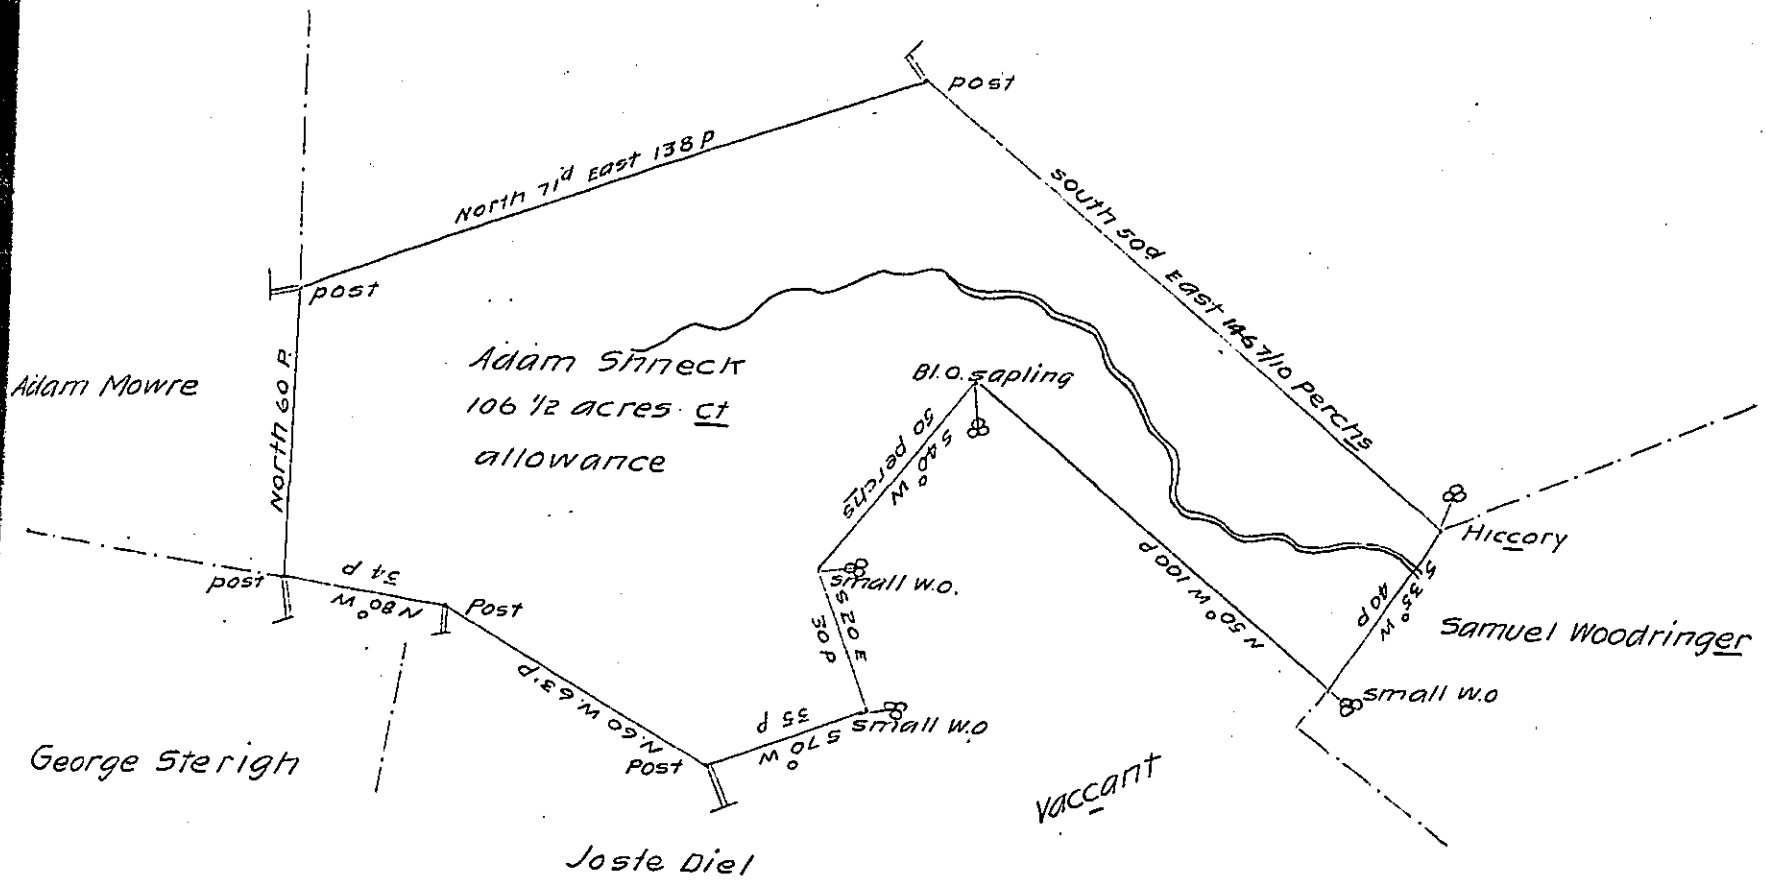 post
North 71d East 138 P
South 50d East 146 7/10 Perchs
post
Adam Shneck
106 1/2 acres ct
allowance
Adam Mowre
North 60 P.
Bl.O. sapling
S 40° W
50 perchs
Hiccory
S 35° W
40 P
N 50° W 100 P
small w.o.
S 20 E
30 P
post
34 P
N 80° W
Post
N. 60 W. 63' P
Samuel Woodringer
small w.o
small w.o
35 P
S 70° W
Post
George Sterigh
Vaccant
Joste Diel